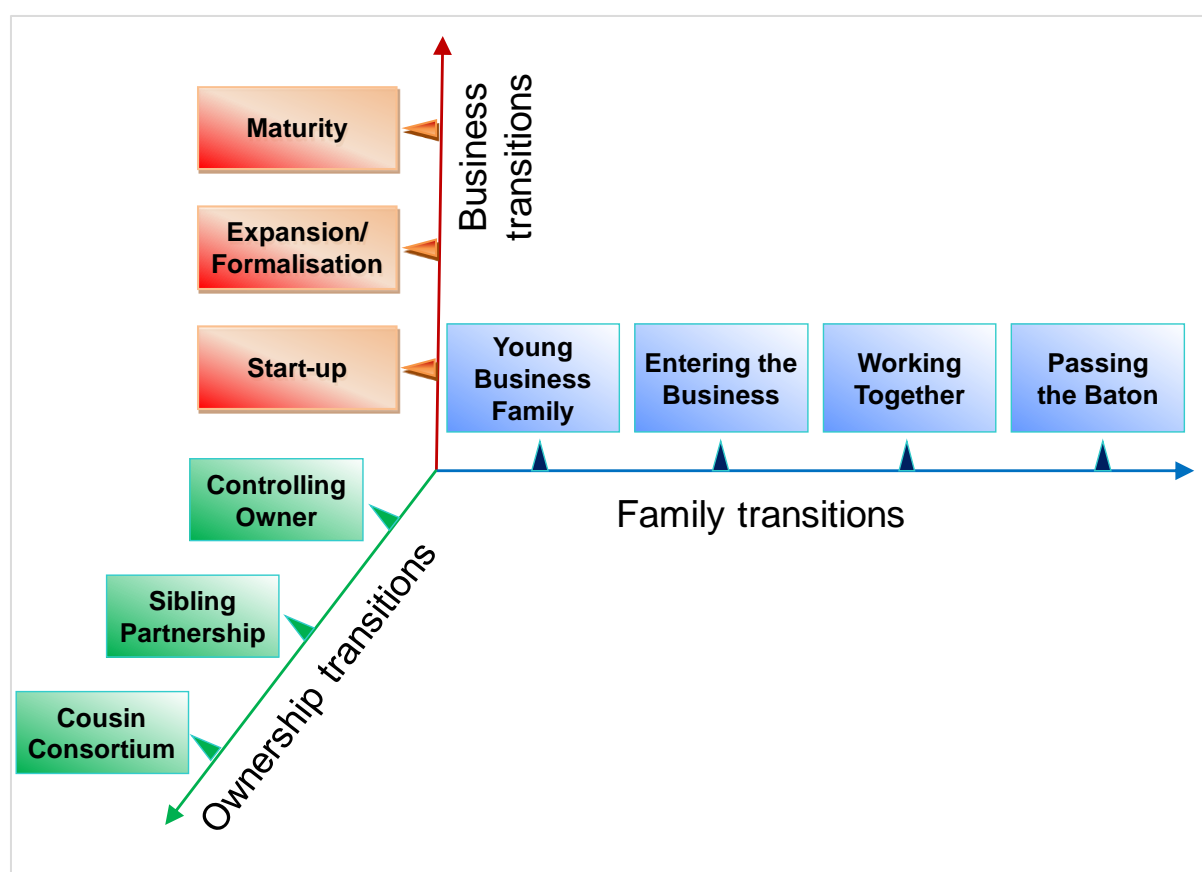 Maturity
Business
transitions
Expansion/
Formalisation
Start-up
Young
Business
Family
Entering the
Business
Working
Together
Passing
the Baton
Family transitions
Controlling
Owner
Sibling
Partnership
Cousin
Consortium
Ownership transitions